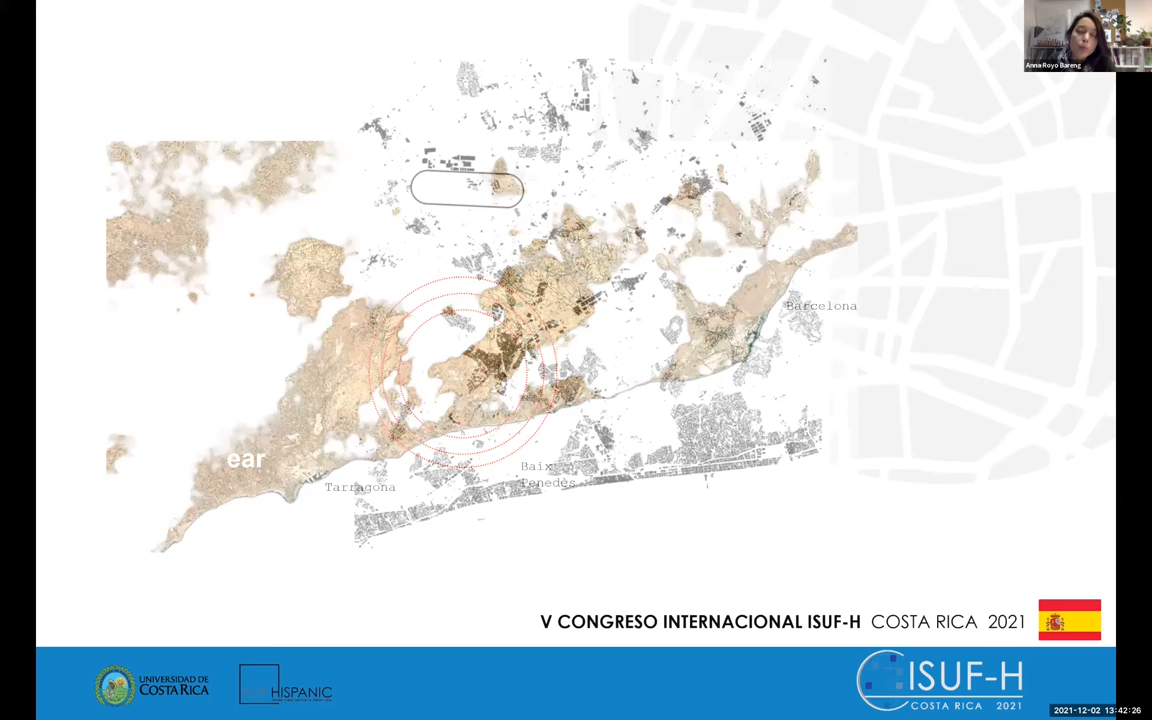 Anna Royo Bareng
Barcelona
ear
Baix
Penedès
Tarragona
V CONGRESO INTERNACIONAL ISUF-H COSTA RICA 2021
UNIVERSIDAD DE
COSTA RICA
ISUF HISPANIC
ISUF-H
COSTA RICA 2021
2021-12-02 13:42:26